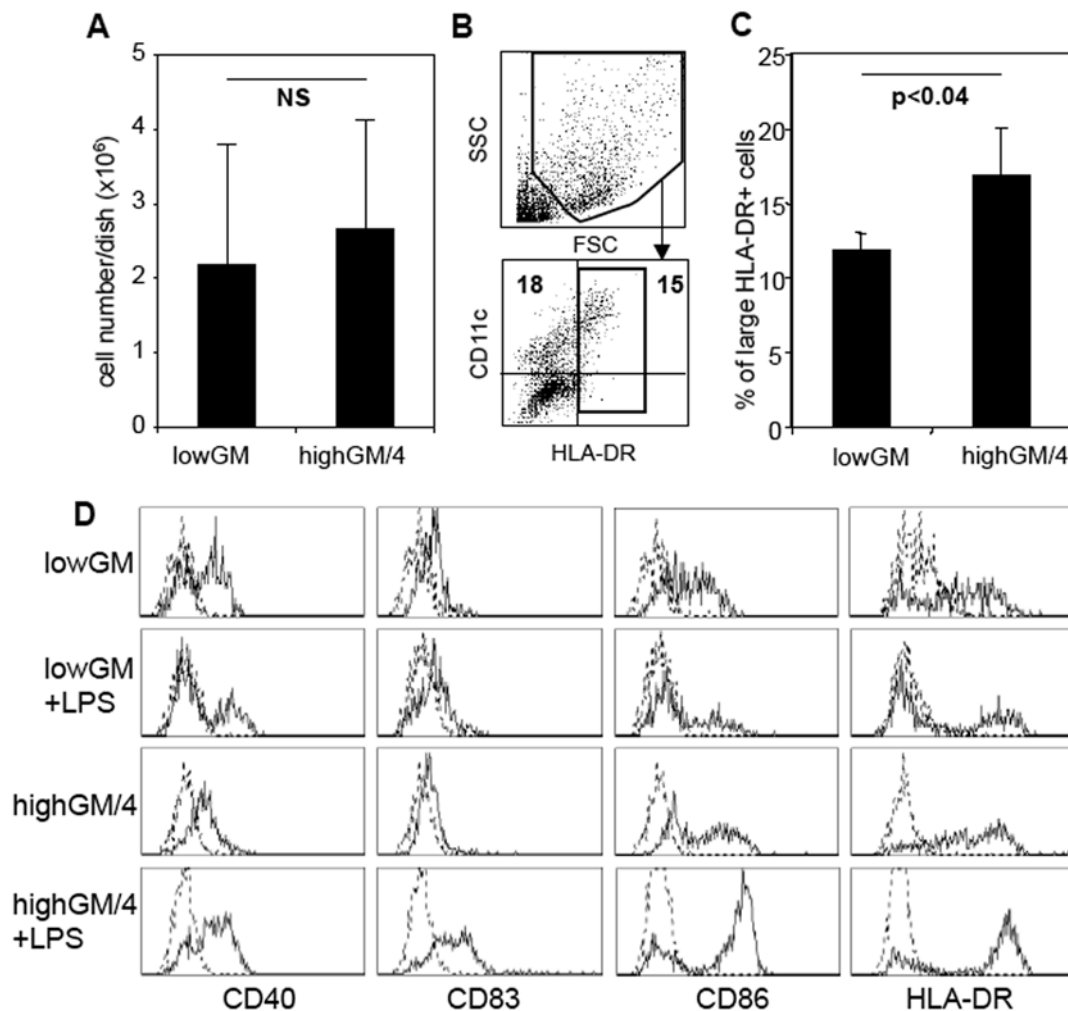 A
cell number/dish (x10⁶)
5
4
3
2
1
0
NS
lowGM
highGM/4
B
SSC
FSC
18
15
CD11c
HLA-DR
C
% of large HLA-DR+ cells
25
20
15
10
5
0
p<0.04
lowGM
highGM/4
D
lowGM
lowGM
+LPS
highGM/4
highGM/4
+LPS
CD40
CD83
CD86
HLA-DR